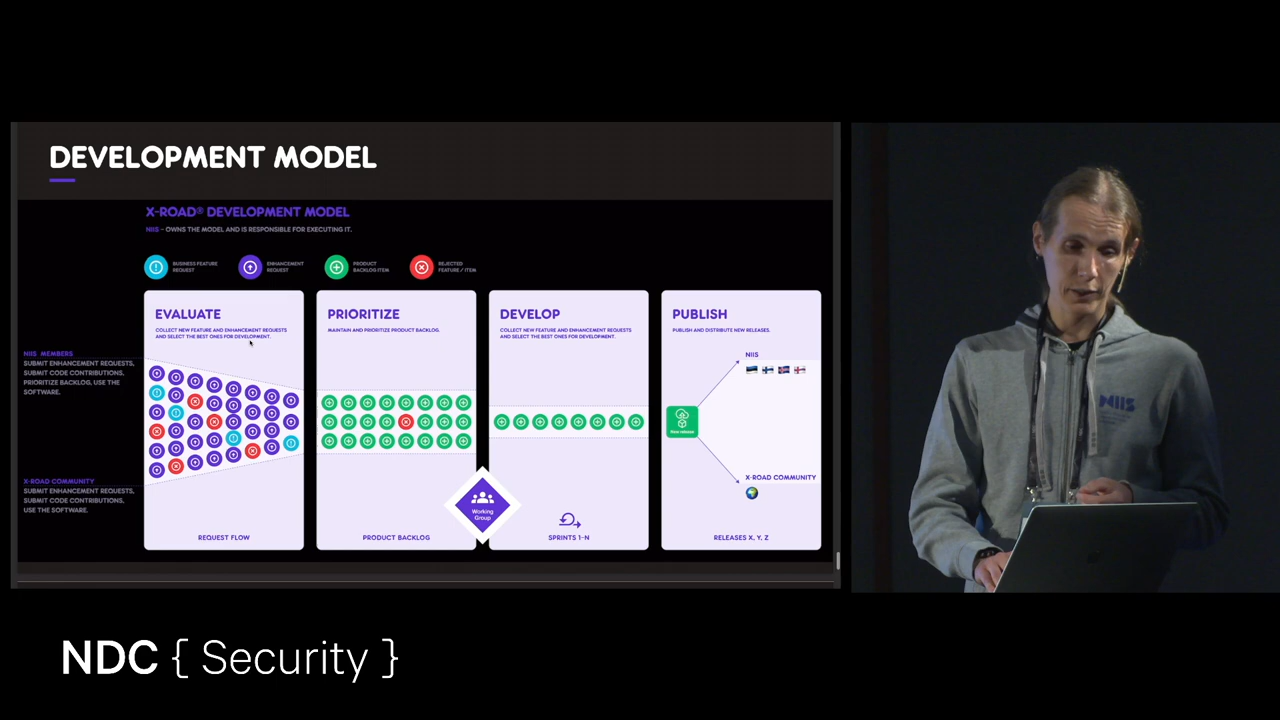 DEVELOPMENT MODEL
X-ROAD® DEVELOPMENT MODEL
NIIS - OWNS THE MODEL AND IS RESPONSIBLE FOR EXECUTING IT.
BUSINESS FEATURE
REQUEST
ENHANCEMENT
REQUEST
PRODUCT
BACKLOG ITEM
REJECTED
FEATURE / ITEM
NIIS MEMBERS
SUBMIT ENHANCEMENT REQUESTS,
SUBMIT CODE CONTRIBUTIONS,
PRIORITIZE BACKLOG, USE THE
SOFTWARE.
X-ROAD COMMUNITY
SUBMIT ENHANCEMENT REQUESTS,
SUBMIT CODE CONTRIBUTIONS,
USE THE SOFTWARE.
EVALUATE
COLLECT NEW FEATURE AND ENHANCEMENT REQUESTS
AND SELECT THE BEST ONES FOR DEVELOPMENT.
REQUEST FLOW
PRIORITIZE
MAINTAIN AND PRIORITIZE PRODUCT BACKLOG.
PRODUCT BACKLOG
Working
Group
DEVELOP
COLLECT NEW FEATURE AND ENHANCEMENT REQUESTS
AND SELECT THE BEST ONES FOR DEVELOPMENT.
SPRINTS 1-N
PUBLISH
PUBLISH AND DISTRIBUTE NEW RELEASES.
NIIS
New release
X-ROAD COMMUNITY
RELEASES X, Y, Z
NIIS
NDC { Security }